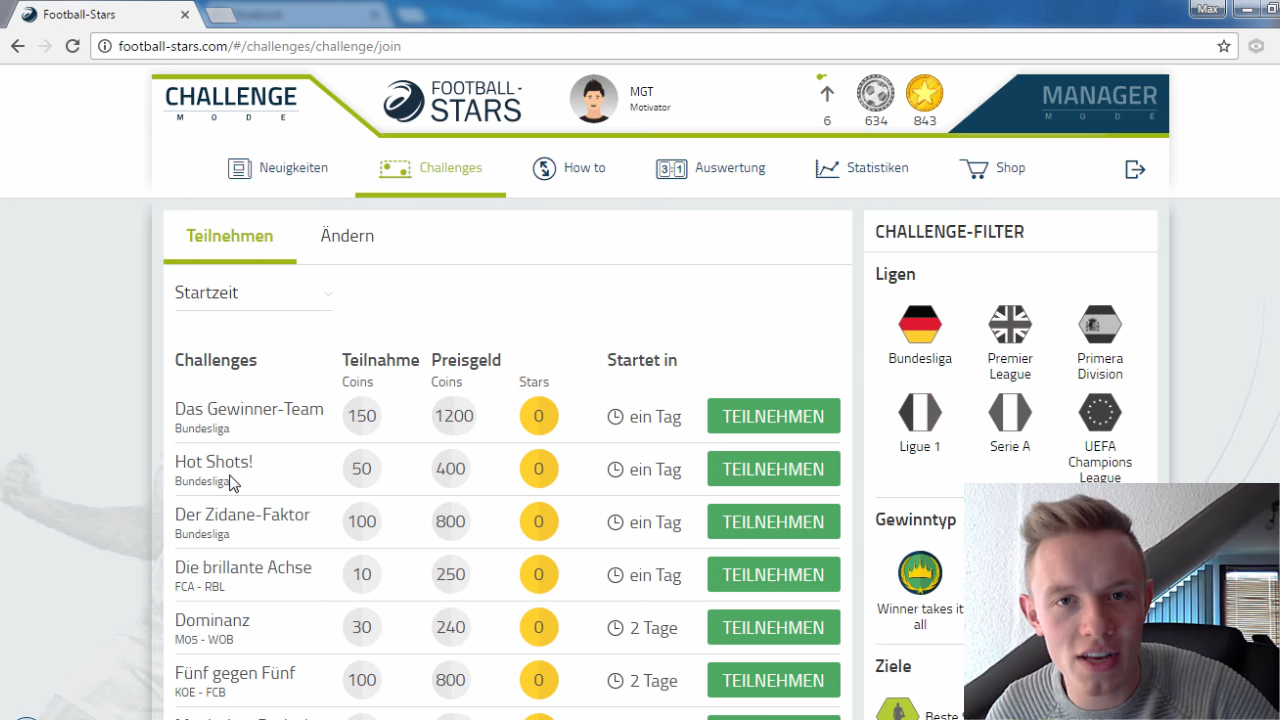 Football-Stars
Max
football-stars.com/#/challenges/challenge/join
CHALLENGE
MODE
FOOTBALL-
STARS
MGT
Motivator
6
634
843
MANAGER
MODE
Neuigkeiten
Challenges
How to
3:1
Auswertung
Statistiken
Shop
Teilnehmen
Ändern
Startzeit
Challenges Teilnahme Preisgeld Startet in
Coins Coins Stars
Das Gewinner-Team 150 1200 0 ein Tag TEILNEHMEN
Bundesliga
Hot Shots! 50 400 0 ein Tag TEILNEHMEN
Bundesliga
Der Zidane-Faktor 100 800 0 ein Tag TEILNEHMEN
Bundesliga
Die brillante Achse 10 250 0 ein Tag TEILNEHMEN
FCA - RBL
Dominanz 30 240 0 2 Tage TEILNEHMEN
M05 - WOB
Fünf gegen Fünf 100 800 0 2 Tage TEILNEHMEN
KOE - FCB
CHALLENGE-FILTER
Ligen
Bundesliga
Premier
League
Primera
Division
Ligue 1
Serie A
UEFA
Champions
League
Gewinntyp
Winner takes it
all
Ziele
Beste